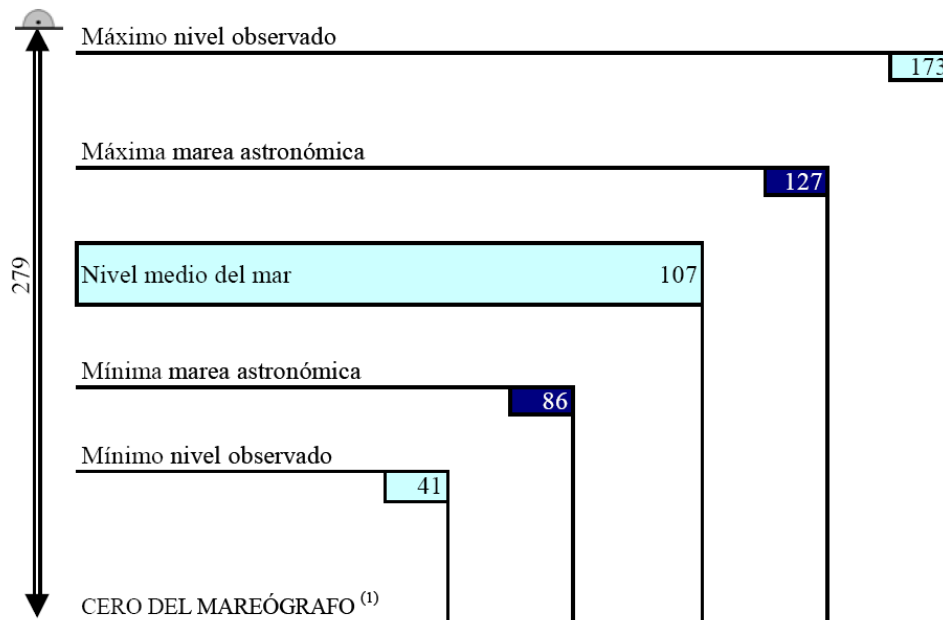 Máximo nivel observado
173
Máxima marea astronómica
127
279
Nivel medio del mar 107
Mínima marea astronómica
86
Mínimo nivel observado
41
CERO DEL MAREÓGRAFO (1)